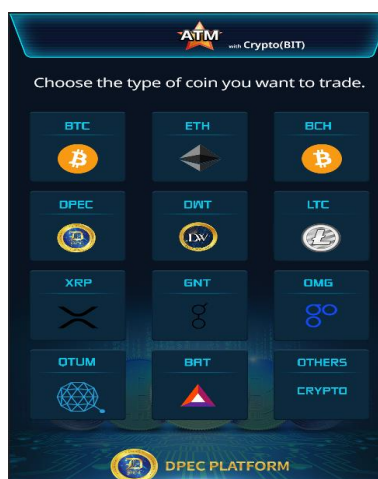 ATM with Crypto(BIT)
Choose the type of coin you want to trade.
BTC ETH BCH
DPEC DWT LTC
XRP GNT OMG
QTUM BAT OTHERS
CRYPTO
DPEC PLATFORM